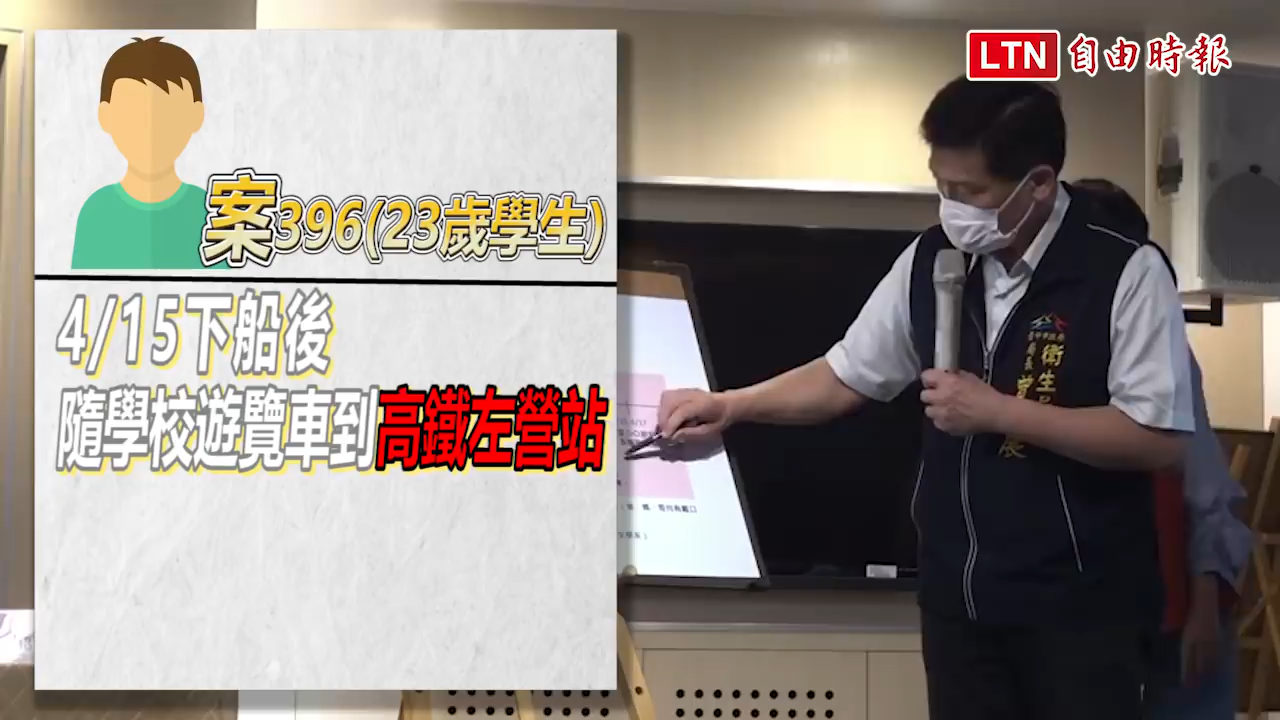 LTN 自由時報
案396(23歲學生)
4/15下船後
隨學校遊覽車到高鐵左營站
衛生局